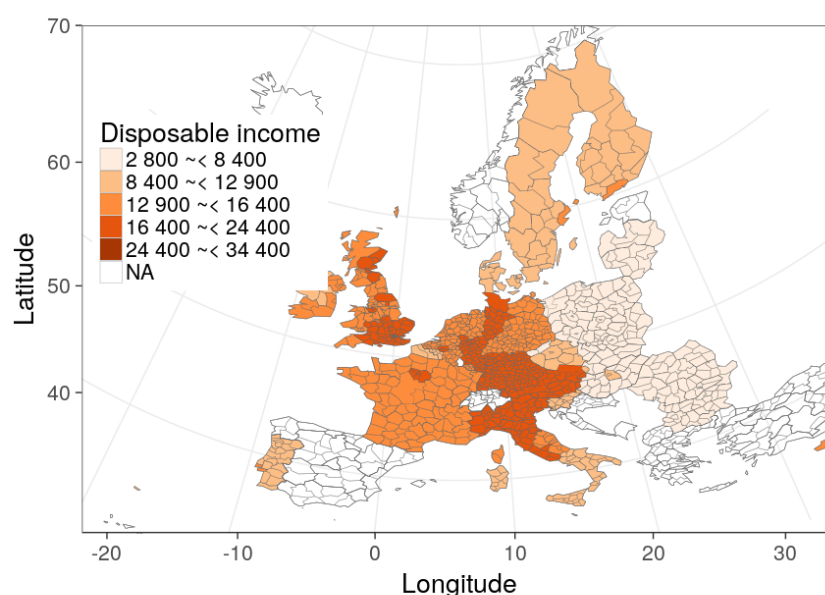 70
60
50
40
Latitude
Disposable income
2 800 ~< 8 400
8 400 ~< 12 900
12 900 ~< 16 400
16 400 ~< 24 400
24 400 ~< 34 400
NA
-20 -10 0 10 20 30
Longitude